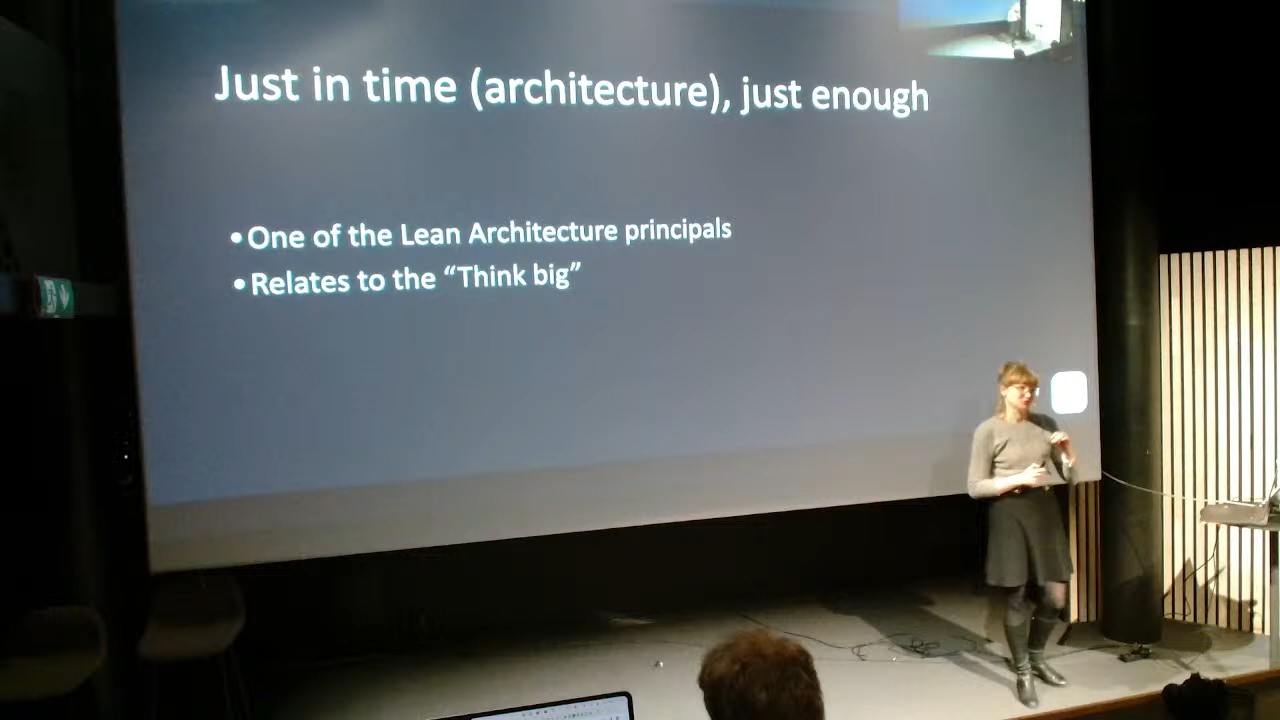 Just in time (architecture), just enough
• One of the Lean Architecture principals
• Relates to the “Think big”